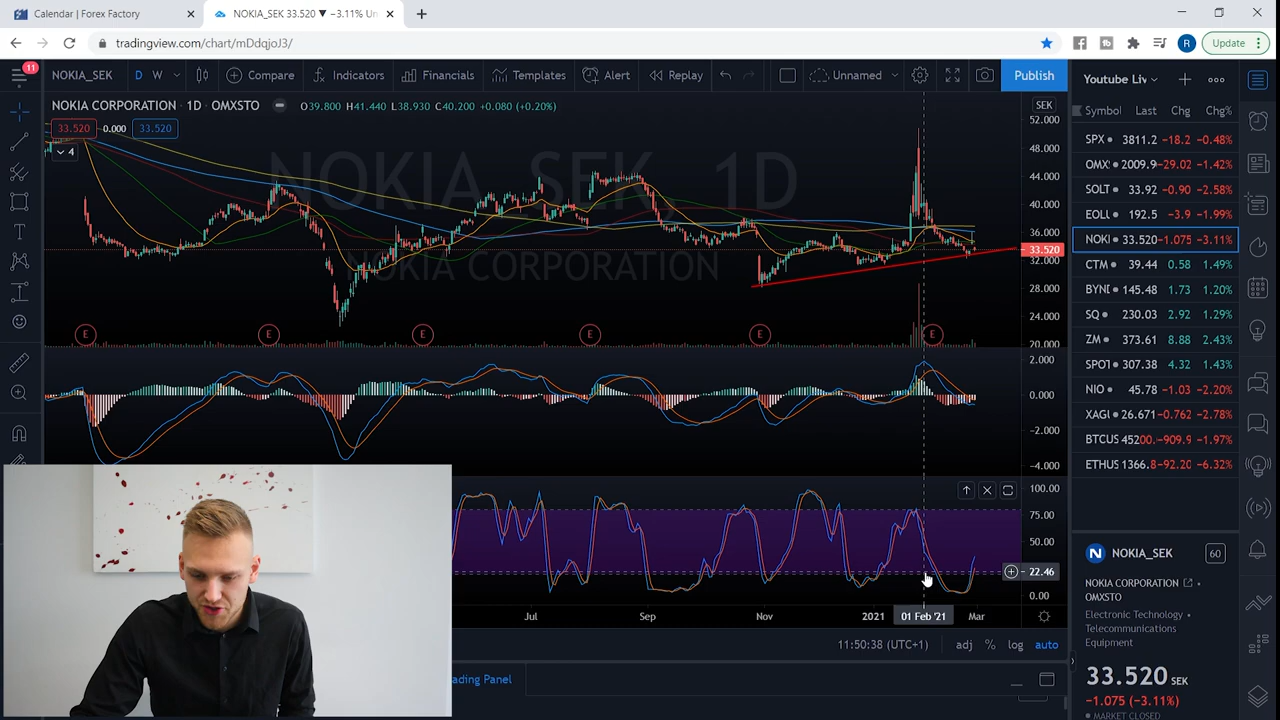 Calendar | Forex Factory
NOKIA_SEK 33.520 ▼ −3.11% Un
tradingview.com/chart/mDdqjoJ3/
R
Update
11
NOKIA_SEK
D W
Compare
Indicators
Financials
Templates
Alert
Replay
Unnamed
Publish
Youtube Liv
NOKIA CORPORATION · 1D · OMXSTO
O39.800 H41.440 L38.930 C40.200 +0.080 (+0.20%)
33.520 0.000 33.520
4
NOKIA_SEK, 1D
NOKIA CORPORATION
SEK
52.000
48.000
44.000
40.000
36.000
33.520
32.000
28.000
24.000
20.000
E E E E E E
2.000
0.000
−2.000
−4.000
100.00
75.00
50.00
22.46
0.00
Jul Sep Nov 2021 01 Feb '21 Mar
11:50:38 (UTC+1) adj % log auto
ading Panel
Symbol Last Chg Chg%
SPX 3811.2 −18.2 −0.48%
OMX 2009.9 −29.02 −1.42%
SOLT 33.92 −0.90 −2.58%
EOLL 192.5 −3.9 −1.99%
NOKI 33.520 −1.075 −3.11%
CTM 39.44 0.58 1.49%
BYND 145.48 1.73 1.20%
SQ 230.03 2.92 1.29%
ZM 373.61 8.88 2.43%
SPOT 307.38 4.32 1.43%
NIO 45.78 −1.03 −2.20%
XAGU 26.671 −0.762 −2.78%
BTCUS 45200. −909.9 −1.97%
ETHUS 1366.8 −92.20 −6.32%
N NOKIA_SEK 60
NOKIA CORPORATION
OMXSTO
Electronic Technology
Telecommunications
Equipment
33.520 SEK
−1.075 (−3.11%)
MARKET CLOSED